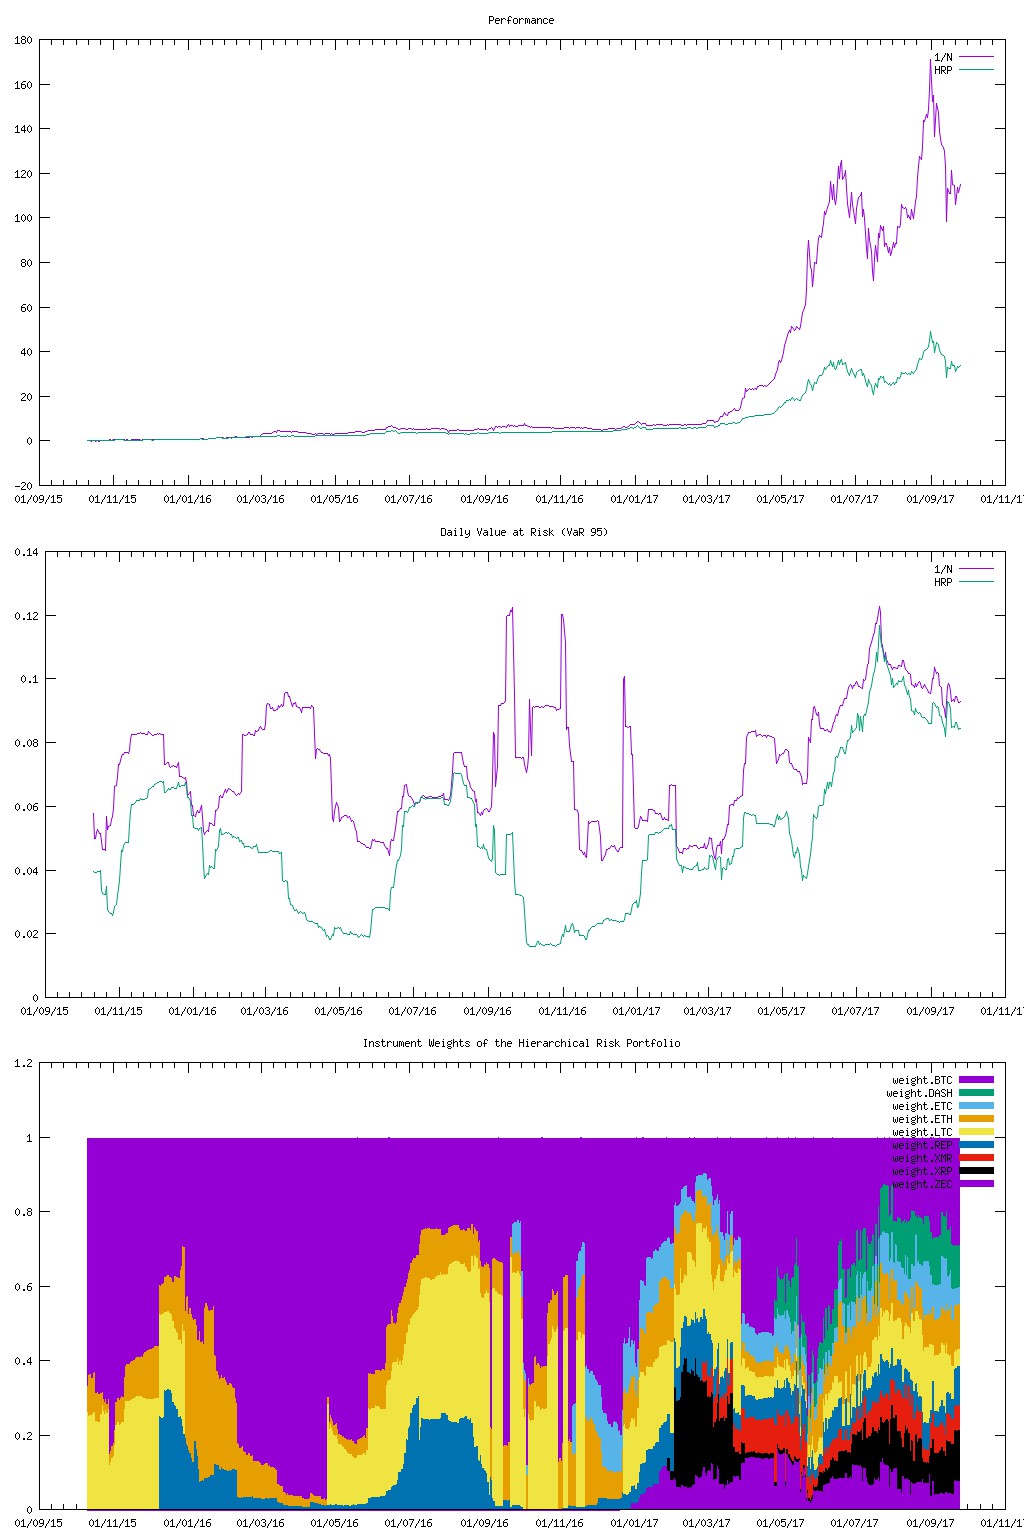 Performance
180
160
140
120
100
80
60
40
20
0
-20
1/N
HRP
01/09/15 01/11/15 01/01/16 01/03/16 01/05/16 01/07/16 01/09/16 01/11/16 01/01/17 01/03/17 01/05/17 01/07/17 01/09/17 01/11/1
Daily Value at Risk (VaR 95)
0.14
0.12
0.1
0.08
0.06
0.04
0.02
0
1/N
HRP
01/09/15 01/11/15 01/01/16 01/03/16 01/05/16 01/07/16 01/09/16 01/11/16 01/01/17 01/03/17 01/05/17 01/07/17 01/09/17 01/11/1
Instrument Weights of the Hierarchical Risk Portfolio
1.2
1
0.8
0.6
0.4
0.2
0
weight.BTC
weight.DASH
weight.ETC
weight.ETH
weight.LTC
weight.REP
weight.XMR
weight.XRP
weight.ZEC
01/09/15 01/11/15 01/01/16 01/03/16 01/05/16 01/07/16 01/09/16 01/11/16 01/01/17 01/03/17 01/05/17 01/07/17 01/09/17 01/11/1